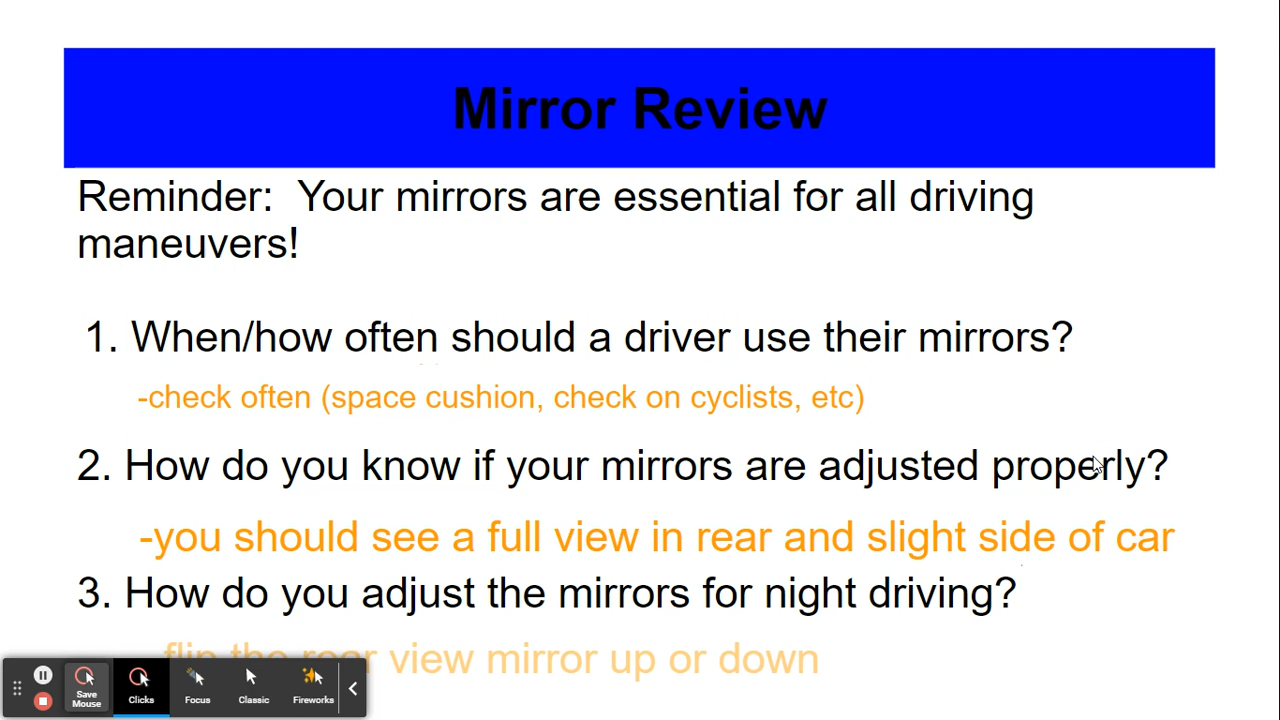 Mirror Review
Reminder:  Your mirrors are essential for all driving
maneuvers!
1. When/how often should a driver use their mirrors?
-check often (space cushion, check on cyclists, etc)
2. How do you know if your mirrors are adjusted properly?
-you should see a full view in rear and slight side of car
3. How do you adjust the mirrors for night driving?
flip the rear view mirror up or down
Save
Mouse
Clicks
Focus
Classic
Fireworks